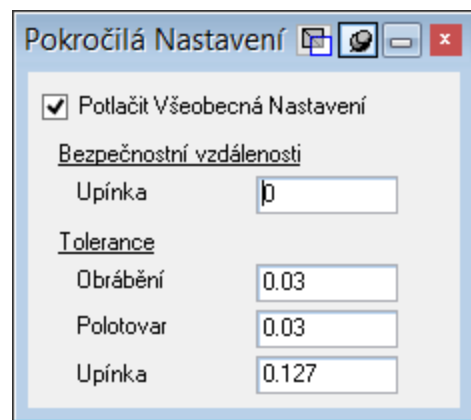 Pokročilá Nastavení
Potlačit Všeobecná Nastavení
Bezpečnostní vzdálenosti
Upínka 0
Tolerance
Obrábění 0.03
Polotovar 0.03
Upínka 0.127